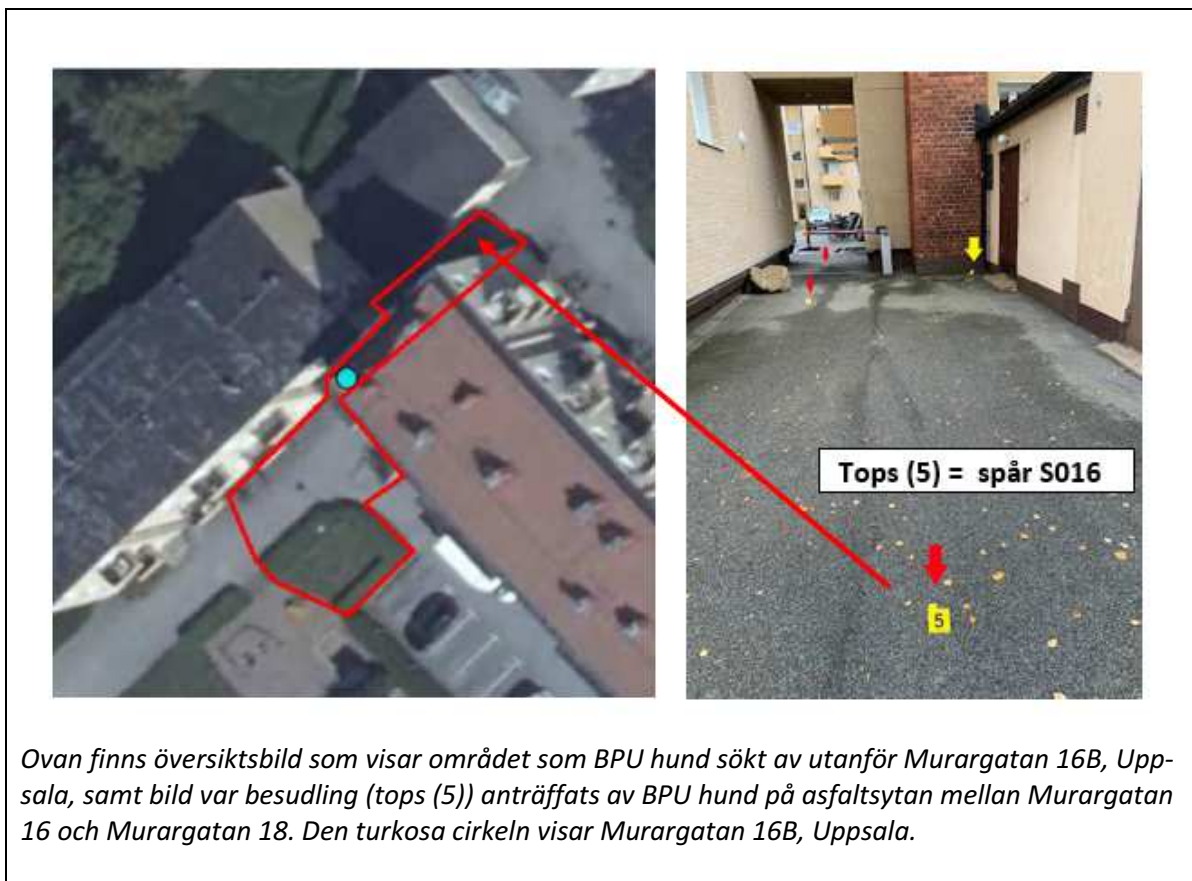 Tops (5) = spår S016
5
Ovan finns översiktsbild som visar området som BPU hund sökt av utanför Murargatan 16B, Upp-
sala, samt bild var besudling (tops (5)) anträffats av BPU hund på asfaltsytan mellan Murargatan
16 och Murargatan 18. Den turkosa cirkeln visar Murargatan 16B, Uppsala.